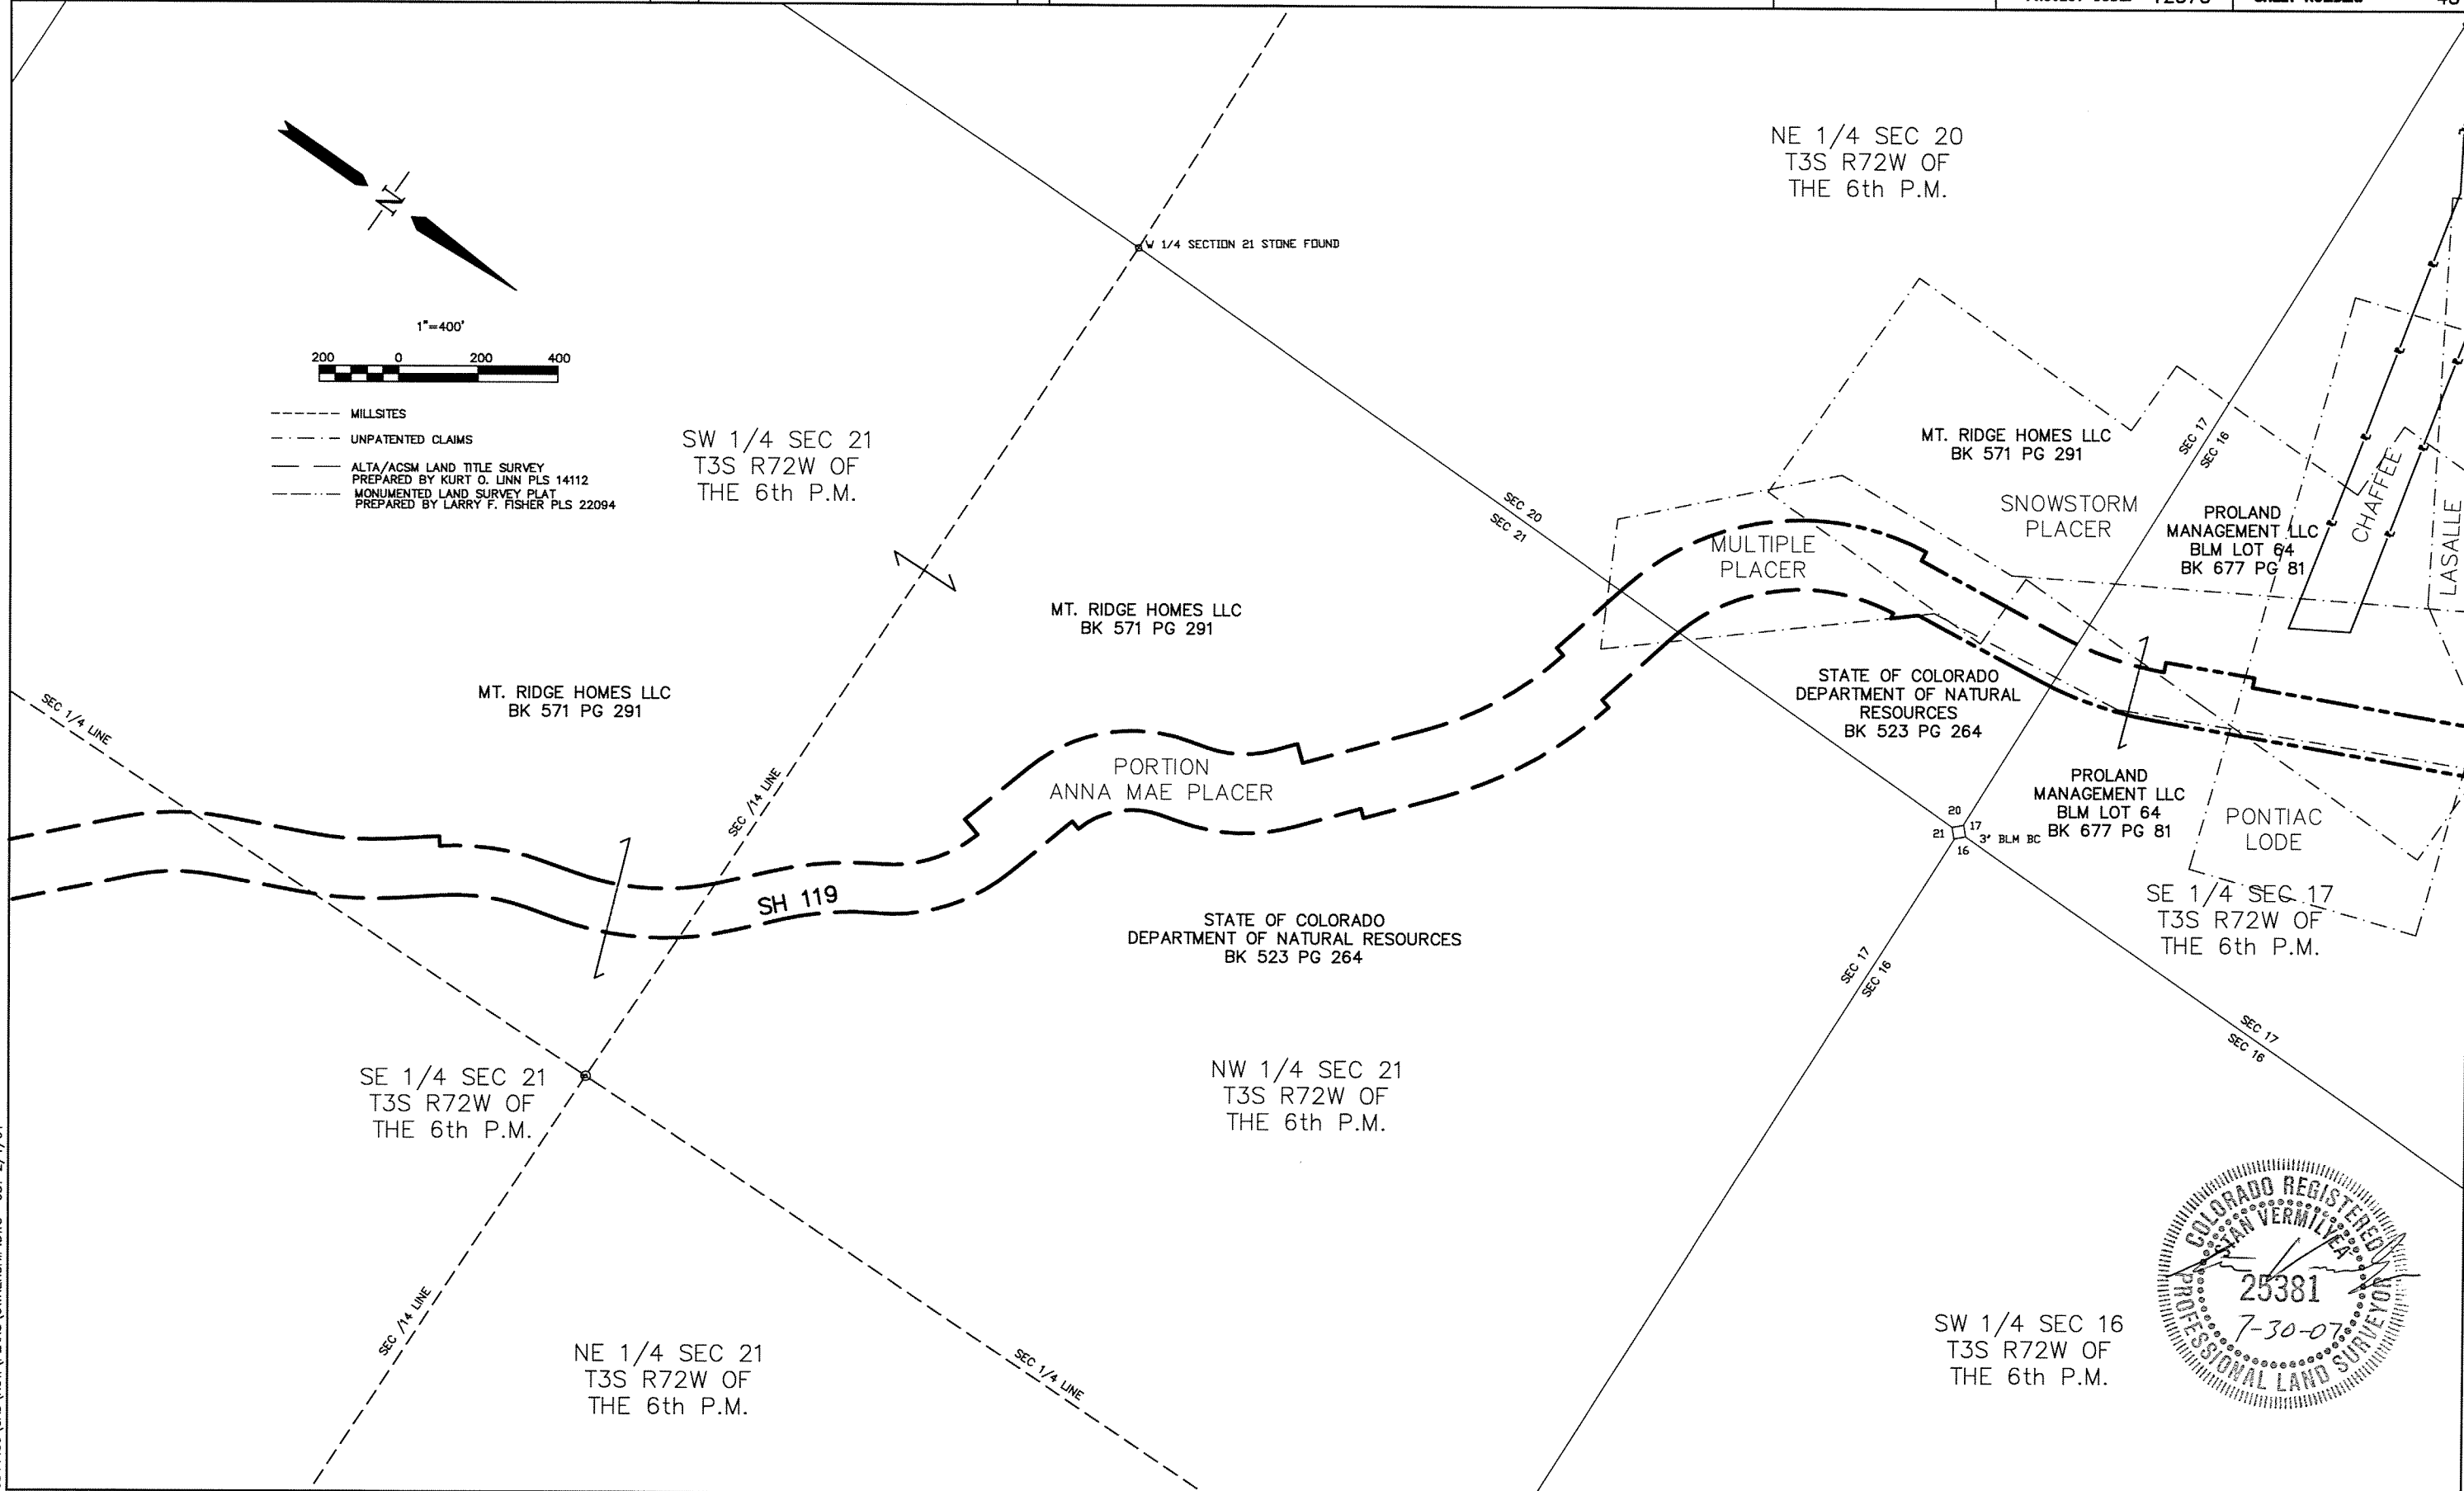 NE 1/4 SEC 20
T3S R72W OF
THE 6th P.M.
N
W 1/4 SECTION 21 STONE FOUND
1"=400'
200 0 200 400
MILLSITES
UNPATENTED CLAIMS
ALTA/ACSM LAND TITLE SURVEY
PREPARED BY KURT O. LINN PLS 14112
MONUMENTED LAND SURVEY PLAT
PREPARED BY LARRY F. FISHER PLS 22094
SW 1/4 SEC 21
T3S R72W OF
THE 6th P.M.
SEC 20
SEC 21
MT. RIDGE HOMES LLC
BK 571 PG 291
SEC 17
SEC 16
SNOWSTORM
PLACER
PROLAND
MANAGEMENT LLC
BLM LOT 64
BK 677 PG 81
CHAFFEE
LASALLE
MULTIPLE
PLACER
MT. RIDGE HOMES LLC
BK 571 PG 291
MT. RIDGE HOMES LLC
BK 571 PG 291
SEC 1/4 LINE
SEC /14 LINE
PORTION
ANNA MAE PLACER
STATE OF COLORADO
DEPARTMENT OF NATURAL
RESOURCES
BK 523 PG 264
PROLAND
MANAGEMENT LLC
BLM LOT 64
BK 677 PG 81
20
21 17
16
3" BLM BC
PONTIAC
LODE
SH 119
STATE OF COLORADO
DEPARTMENT OF NATURAL RESOURCES
BK 523 PG 264
SE 1/4 SEC 17
T3S R72W OF
THE 6th P.M.
SEC 17
SEC 16
SEC 17
SEC 16
SE 1/4 SEC 21
T3S R72W OF
THE 6th P.M.
NW 1/4 SEC 21
T3S R72W OF
THE 6th P.M.
SEC /14 LINE
NE 1/4 SEC 21
T3S R72W OF
THE 6th P.M.
SEC 1/4 LINE
SW 1/4 SEC 16
T3S R72W OF
THE 6th P.M.
COLORADO REGISTERED
STAN VERMILYEA
25381
7-30-07
PROFESSIONAL LAND SURVEYOR